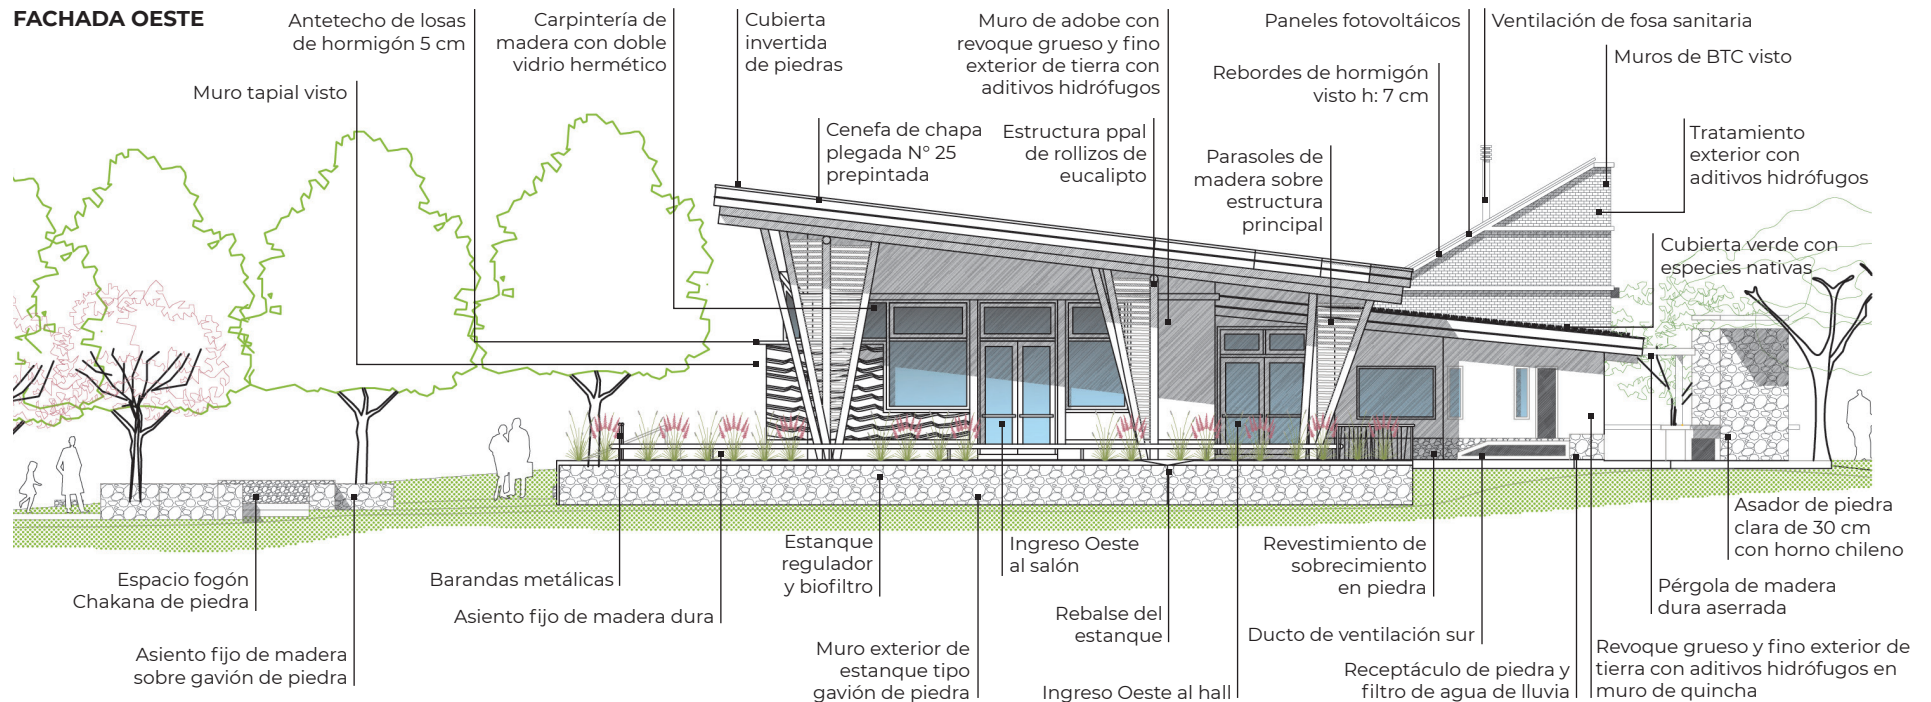 FACHADA OESTE
Antetecho de losas
de hormigón 5 cm
Muro tapial visto
Carpintería de
madera con doble
vidrio hermético
Cubierta
invertida
de piedras
Cenefa de chapa
plegada N° 25
prepintada
Muro de adobe con
revoque grueso y fino
exterior de tierra con
aditivos hidrófugos
Estructura ppal
de rollizos de
eucalipto
Paneles fotovoltáicos
Rebordes de hormigón
visto h: 7 cm
Parasoles de
madera sobre
estructura
principal
Ventilación de fosa sanitaria
Muros de BTC visto
Tratamiento
exterior con
aditivos hidrófugos
Cubierta verde con
especies nativas
Espacio fogón
Chakana de piedra
Asiento fijo de madera
sobre gavión de piedra
Barandas metálicas
Asiento fijo de madera dura
Estanque
regulador
y biofiltro
Muro exterior de
estanque tipo
gavión de piedra
Ingreso Oeste
al salón
Rebalse del
estanque
Ingreso Oeste al hall
Revestimiento de
sobrecimiento
en piedra
Ducto de ventilación sur
Receptáculo de piedra y
filtro de agua de lluvia
Asador de piedra
clara de 30 cm
con horno chileno
Pérgola de madera
dura aserrada
Revoque grueso y fino exterior de
tierra con aditivos hidrófugos en
muro de quincha